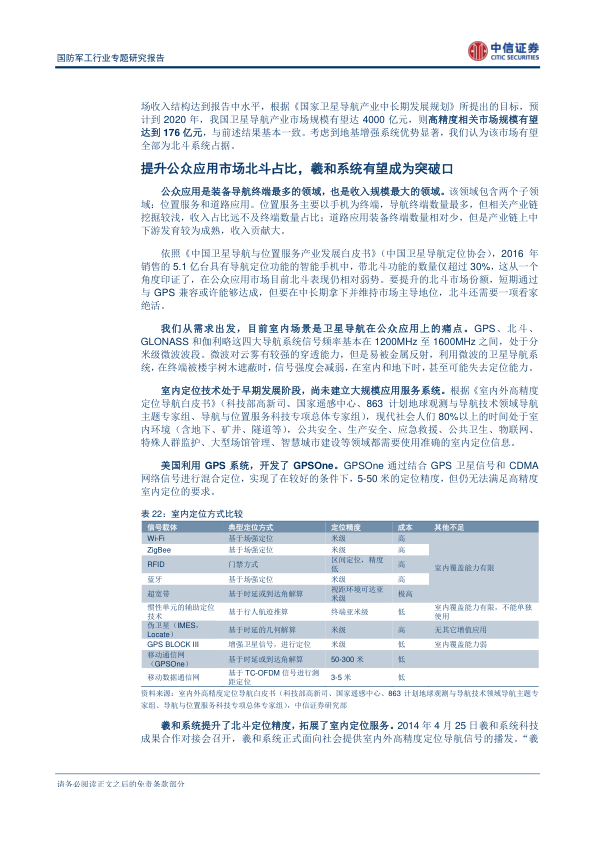 国防军工行业专题研究报告
中信证券
CITIC SECURITIES
场收入结构达到报告中水平，根据《国家卫星导航产业中长期发展规划》所提出的目标，预
计到 2020 年，我国卫星导航产业市场规模有望达 4000 亿元，则高精度相关市场规模有望
达到 176 亿元，与前述结果基本一致。考虑到地基增强系统优势显著，我们认为该市场有望
全部为北斗系统占据。
提升公众应用市场北斗占比，羲和系统有望成为突破口
公众应用是装备导航终端最多的领域，也是收入规模最大的领域。该领域包含两个子领
域：位置服务和道路应用。位置服务主要以手机为终端，导航终端数量最多，但相关产业链
挖掘较浅，收入占比远不及终端数量占比；道路应用装备终端数量相对少，但是产业链上中
下游发育较为成熟，收入贡献大。
依照《中国卫星导航与位置服务产业发展白皮书》（中国卫星导航定位协会），2016 年
销售的 5.1 亿台具有导航定位功能的智能手机中，带北斗功能的数量仅超过 30%，这从一个
角度印证了，在公众应用市场目前北斗表现仍相对弱势。要提升的北斗市场份额，短期通过
与 GPS 兼容或许能够达成，但要在中长期拿下并维持市场主导地位，北斗还需要一项看家
绝活。
我们从需求出发，目前室内场景是卫星导航在公众应用上的痛点。GPS、北斗、
GLONASS 和伽利略这四大导航系统信号频率基本在 1200MHz 至 1600MHz 之间，处于分
米级微波波段。微波对云雾有较强的穿透能力，但是易被金属反射，利用微波的卫星导航系
统，在终端被楼宇树木遮蔽时，信号强度会减弱，在室内和地下时，甚至可能失去定位能力。
室内定位技术处于早期发展阶段，尚未建立大规模应用服务系统。根据《室内外高精度
定位导航白皮书》（科技部高新司、国家遥感中心、863 计划地球观测与导航技术领域导航
主题专家组、导航与位置服务科技专项总体专家组），现代社会人们 80%以上的时间处于室
内环境（含地下、矿井、隧道等），公共安全、生产安全、应急救援、公共卫生、物联网、
特殊人群监护、大型场馆管理、智慧城市建设等领域都需要使用准确的室内定位信息。
美国利用 GPS 系统，开发了 GPSOne。GPSOne 通过结合 GPS 卫星信号和 CDMA
网络信号进行混合定位，实现了在较好的条件下，5-50 米的定位精度，但仍无法满足高精度
室内定位的要求。
表 22：室内定位方式比较
信号载体 典型定位方式 定位精度 成本 其他不足
Wi-Fi 基于场强定位 米级 高
ZigBee 基于场强定位 米级 高
RFID 门禁方式 区间定位，精度
低 高 室内覆盖能力有限
蓝牙 基于场强定位 米级 高
超宽带 基于时延或到达角解算 视距环境可达亚
米级 极高
惯性单元的辅助定位
技术 基于行人航迹推算 终端亚米级 低 室内覆盖能力有限，不能单独
使用
伪卫星（IMES，
Locate） 基于时延的几何解算 米级 高 无其它增值应用
GPS BLOCK III 增强卫星信号，进行定位 米级 低 室内覆盖能力弱
移动通信网
（GPSOne） 基于时延或到达角解算 50-300 米 低
移动数据通信网 基于 TC-OFDM 信号进行测
距定位 3-5 米 低
资料来源：室内外高精度定位导航白皮书（科技部高新司、国家遥感中心、863 计划地球观测与导航技术领域导航主题专
家组、导航与位置服务科技专项总体专家组），中信证券研究部
羲和系统提升了北斗定位精度，拓展了室内定位服务。2014 年 4 月 25 日羲和系统科技
成果合作对接会召开，羲和系统正式面向社会提供室内外高精度定位导航信号的播发。“羲
请务必阅读正文之后的免责条款部分